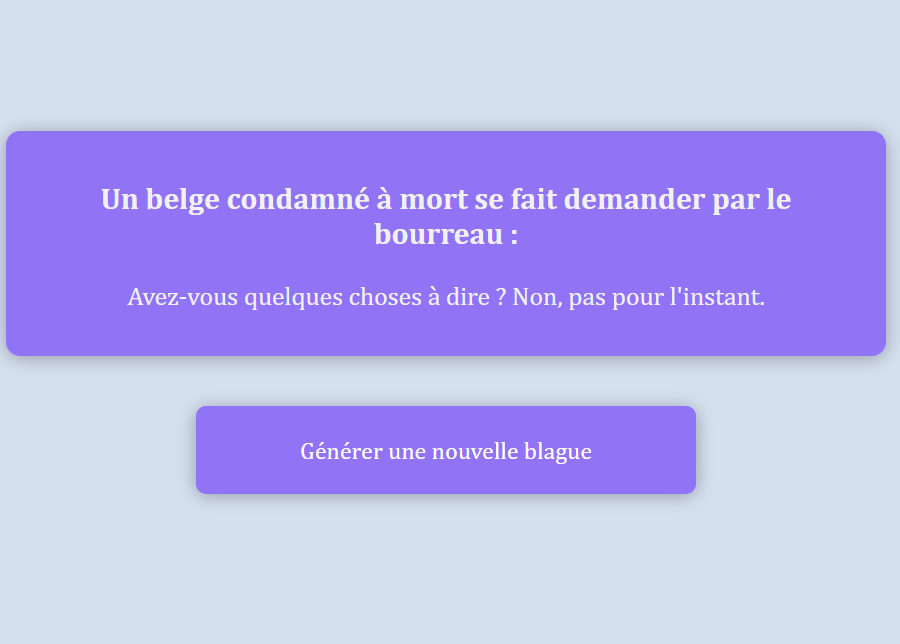 Un belge condamné à mort se fait demander par le
bourreau :
Avez-vous quelques choses à dire ? Non, pas pour l'instant.
Générer une nouvelle blague